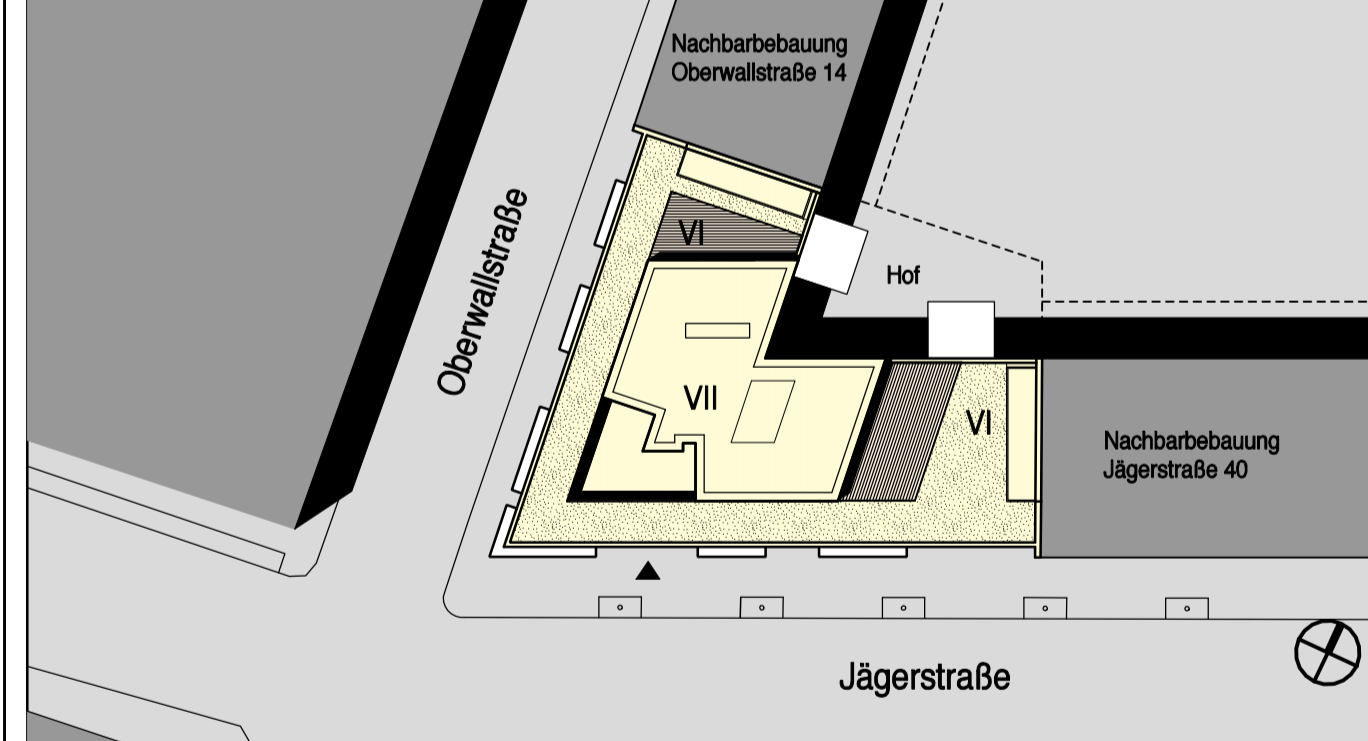 Nachbarbebauung
Oberwallstraße 14
Oberwallstraße
VI
Hof
VII
VI
Nachbarbebauung
Jägerstraße 40
Jägerstraße